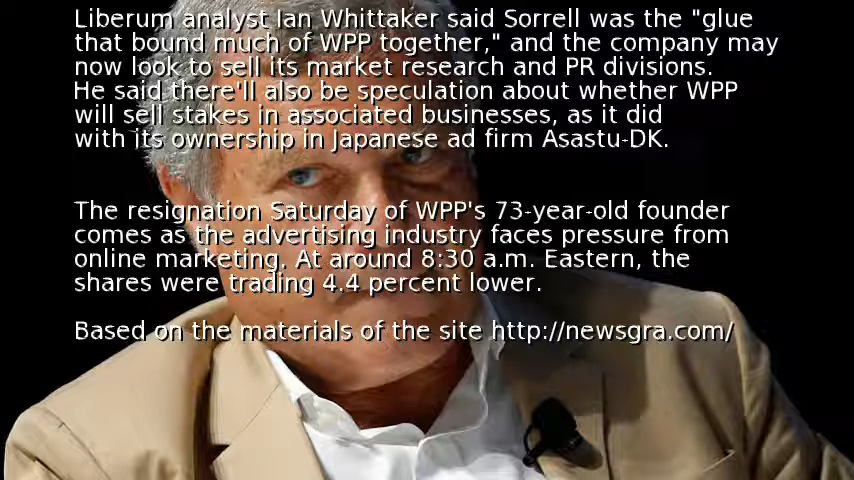 Liberum analyst Ian Whittaker said Sorrell was the "glue
that bound much of WPP together," and the company may
now look to sell its market research and PR divisions.
He said there'll also be speculation about whether WPP
will sell stakes in associated businesses, as it did
with its ownership in Japanese ad firm Asastu-DK.
The resignation Saturday of WPP's 73-year-old founder
comes as the advertising industry faces pressure from
online marketing. At around 8:30 a.m. Eastern, the
shares were trading 4.4 percent lower.
Based on the materials of the site http://newsgra.com/